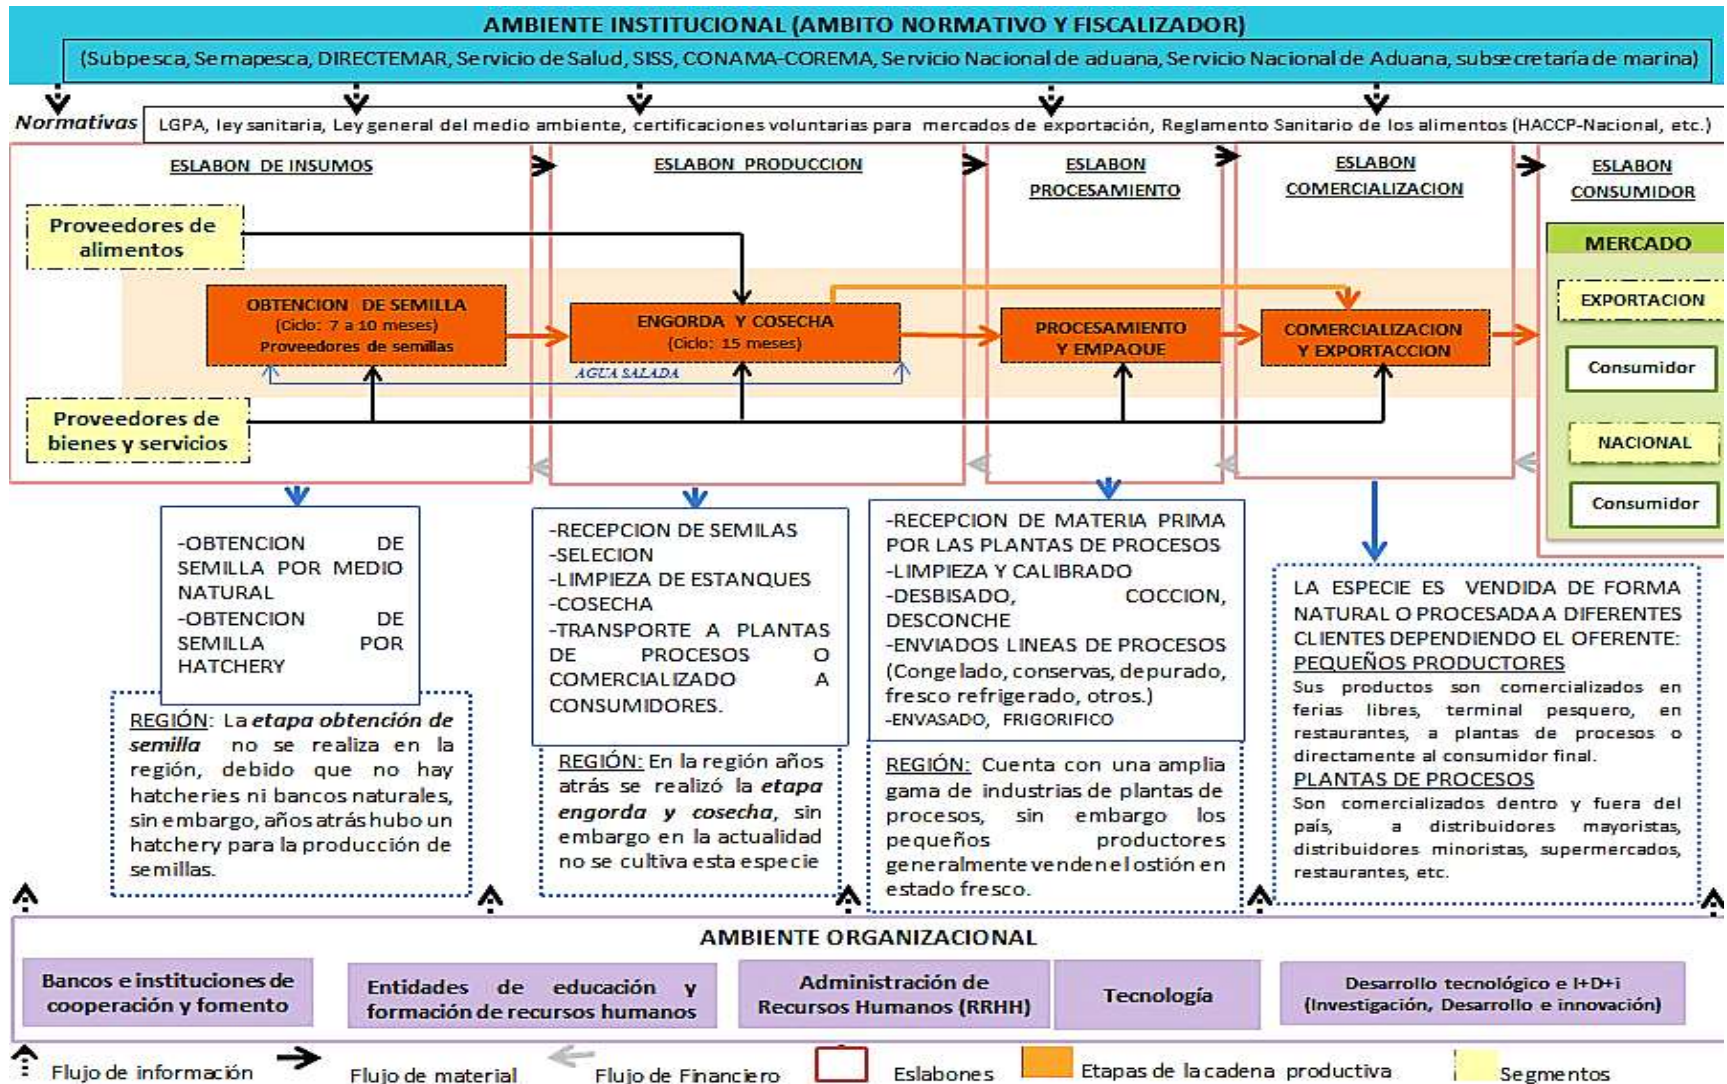 AMBIENTE INSTITUCIONAL (AMBITO NORMATIVO Y FISCALIZADOR)
(Subpesca, Sernapesca, DIRECTEMAR, Servicio de Salud, SISS, CONAMA-COREMA, Servicio Nacional de aduana, Servicio Nacional de Aduana, subsecretaría de marina)
Normativas
LGPA, ley sanitaria, Ley general del medio ambiente, certificaciones voluntarias para mercados de exportación, Reglamento Sanitario de los alimentos (HACCP-Nacional, etc.)
ESLABON DE INSUMOS
ESLABON PRODUCCION
ESLABON
PROCESAMIENTO
ESLABON
COMERCIALIZACION
ESLABON
CONSUMIDOR
Proveedores de
alimentos
OBTENCION DE SEMILLA
(Ciclo: 7 a 10 meses)
Proveedores de semillas
ENGORDA Y COSECHA
(Ciclo: 15 meses)
PROCESAMIENTO
Y EMPAQUE
COMERCIALIZACION
Y EXPORTACCION
AGUA SALADA
Proveedores de
bienes y servicios
MERCADO
EXPORTACION
Consumidor
NACIONAL
Consumidor
-OBTENCION DE
SEMILLA POR MEDIO
NATURAL
-OBTENCION DE
SEMILLA POR
HATCHERY
REGIÓN: La etapa obtención de
semilla no se realiza en la
región, debido que no hay
hatcheries ni bancos naturales,
sin embargo, años atrás hubo un
hatchery para la producción de
semillas.
-RECEPCION DE SEMILAS
-SELECION
-LIMPIEZA DE ESTANQUES
-COSECHA
-TRANSPORTE A PLANTAS
DE PROCESOS O
COMERCIALIZADO A
CONSUMIDORES.
REGIÓN: En la región años
atrás se realizó la etapa
engorda y cosecha, sin
embargo en la actualidad
no se cultiva esta especie
-RECEPCION DE MATERIA PRIMA
POR LAS PLANTAS DE PROCESOS
-LIMPIEZA Y CALIBRADO
-DESBISADO, COCCION,
DESCONCHE
-ENVIADOS LINEAS DE PROCESOS
(Congelado, conservas, depurado,
fresco refrigerado, otros.)
-ENVASADO, FRIGORIFICO
REGIÓN: Cuenta con una amplia
gama de industrias de plantas de
procesos, sin embargo los
pequeños productores
generalmente venden el ostión en
estado fresco.
LA ESPECIE ES VENDIDA DE FORMA
NATURAL O PROCESADA A DIFERENTES
CLIENTES DEPENDIENDO EL OFERENTE:
PEQUEÑOS PRODUCTORES
Sus productos son comercializados en
ferias libres, terminal pesquero, en
restaurantes, a plantas de procesos o
directamente al consumidor final.
PLANTAS DE PROCESOS
Son comercializados dentro y fuera del
país, a distribuidores mayoristas,
distribuidores minoristas, supermercados,
restaurantes, etc.
AMBIENTE ORGANIZACIONAL
Bancos e instituciones de
cooperación y fomento
Entidades de educación y
formación de recursos humanos
Administración de
Recursos Humanos (RRHH)
Tecnología
Desarrollo tecnológico e I+D+i
(Investigación, Desarrollo e innovación)
Flujo de información
Flujo de material
Flujo de Financiero
Eslabones
Etapas de la cadena productiva
Segmentos